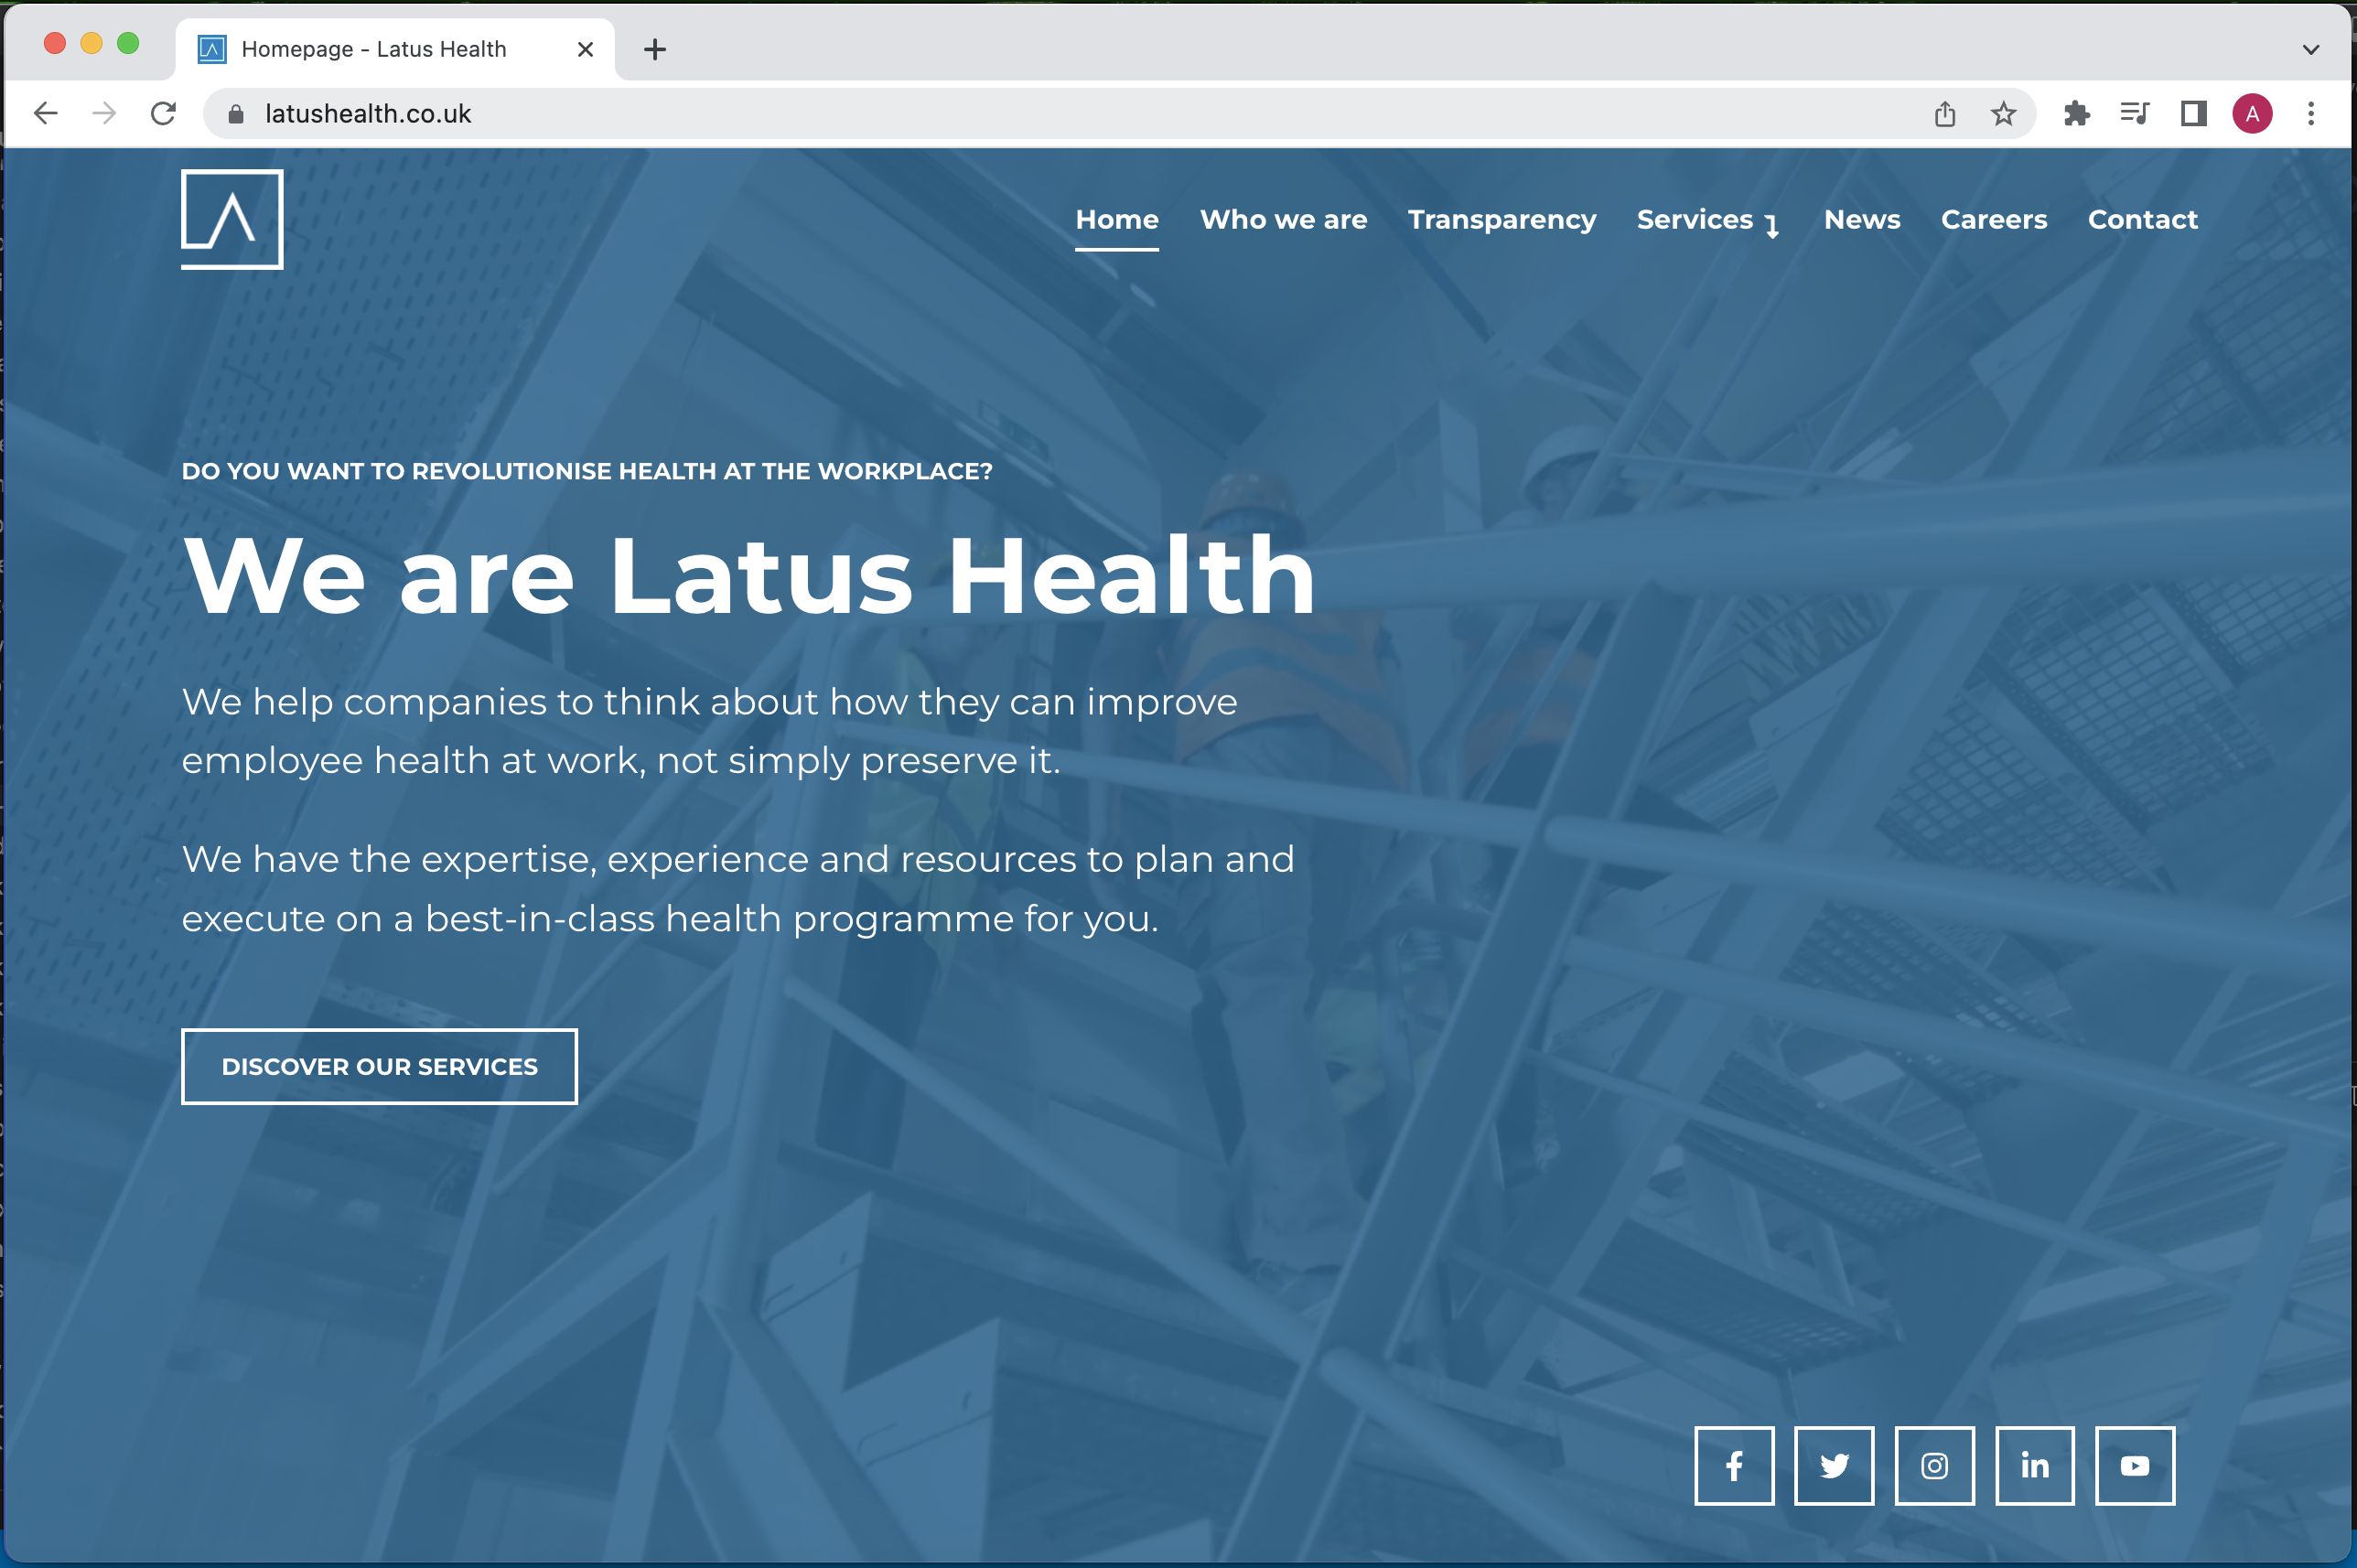 Homepage - Latus Health
latushealth.co.uk
A
Home Who we are Transparency Services News Careers Contact
DO YOU WANT TO REVOLUTIONISE HEALTH AT THE WORKPLACE?
We are Latus Health
We help companies to think about how they can improve
employee health at work, not simply preserve it.
We have the expertise, experience and resources to plan and
execute on a best-in-class health programme for you.
DISCOVER OUR SERVICES